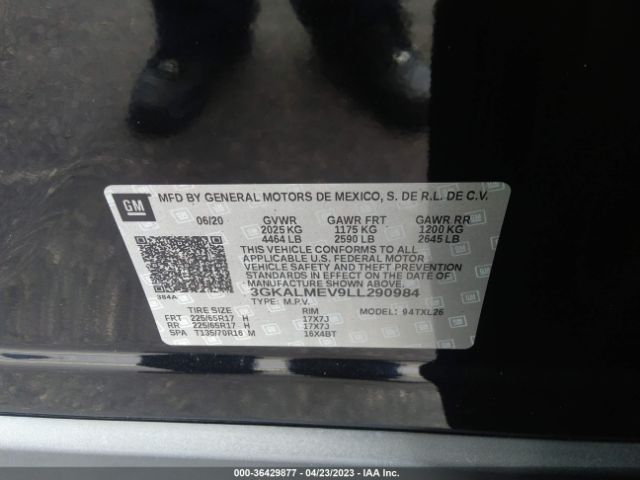 GM
MFD BY GENERAL MOTORS DE MEXICO, S. DE R.L. DE C.V.
06/20 GVWR GAWR FRT GAWR RR
2025 KG 1175 KG 1200 KG
4464 LB 2590 LB 2645 LB
THIS VEHICLE CONFORMS TO ALL APPLICABLE U.S. FEDERAL MOTOR VEHICLE SAFETY STANDARDS IN EFFECT ON THE DATE OF MANUFACTURE SHOWN ABOVE.
384A
3GKALMEV9LL290984
TYPE: M.P.V.
TIRE SIZE RIM MODEL: 94TXL26
FRT 225/65R17 H 17X7J
RR 225/65R17 H 17X7J
SPA T135/70R16 M 16X4BT
000-36429877 - 04/23/2023 - IAA Inc.